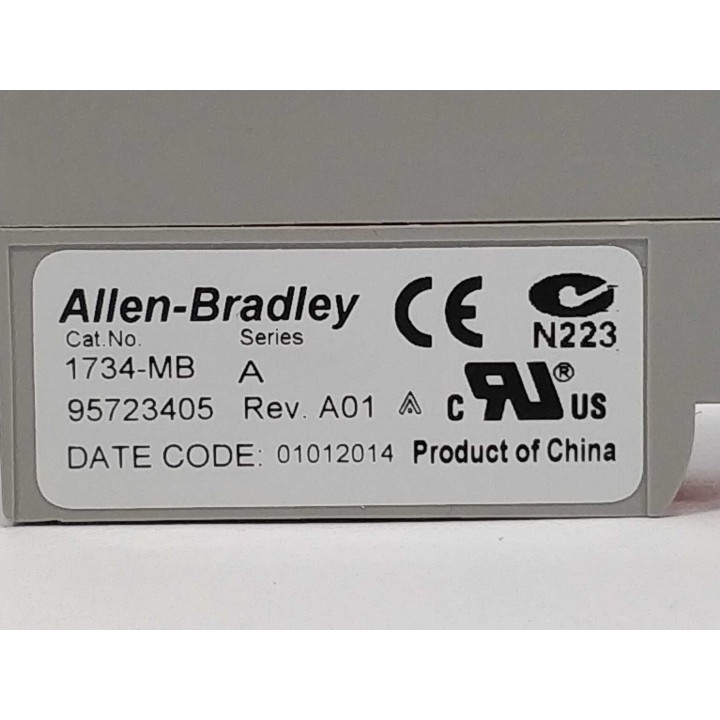 Allen-Bradley CE
Cat.No. Series N223
1734-MB A
95723405 Rev. A01 C UL® US
DATE CODE: 01012014 Product of China